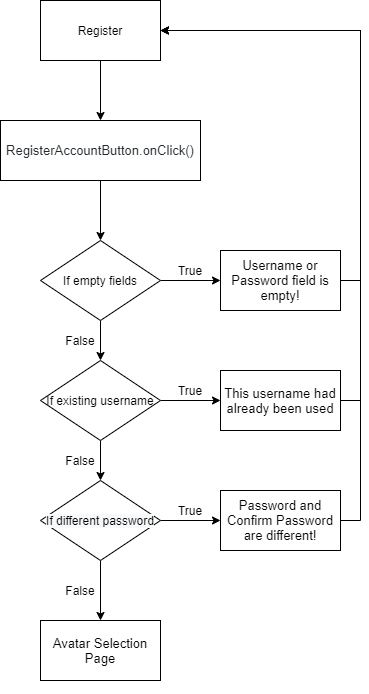 Register
RegisterAccountButton.onClick()
If empty fields
True
Username or
Password field is
empty!
False
If existing username
True
This username had
already been used
False
If different password
True
Password and
Confirm Password
are different!
False
Avatar Selection
Page